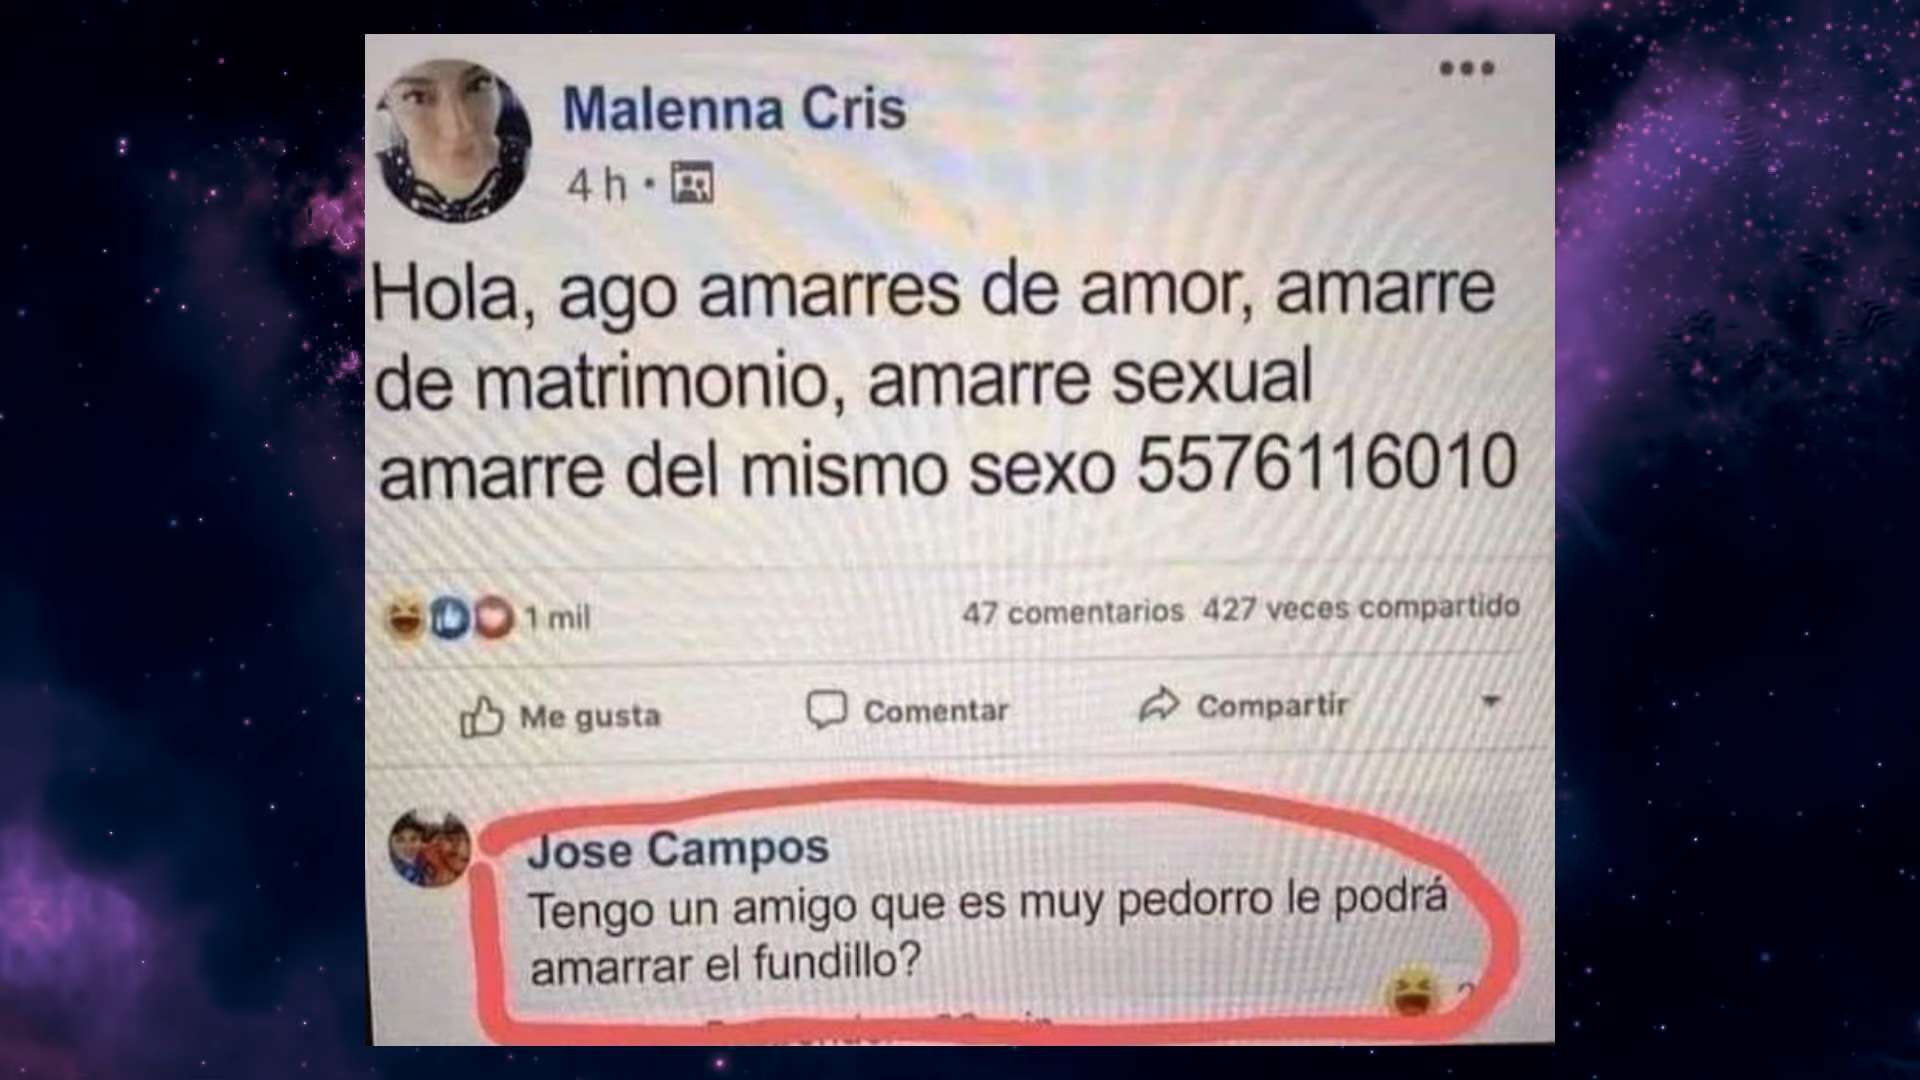 Malenna Cris
4 h
Hola, ago amarres de amor, amarre
de matrimonio, amarre sexual
amarre del mismo sexo 5576116010
1 mil
47 comentarios 427 veces compartido
Me gusta
Comentar
Compartir
Jose Campos
Tengo un amigo que es muy pedorro le podrá
amarrar el fundillo?